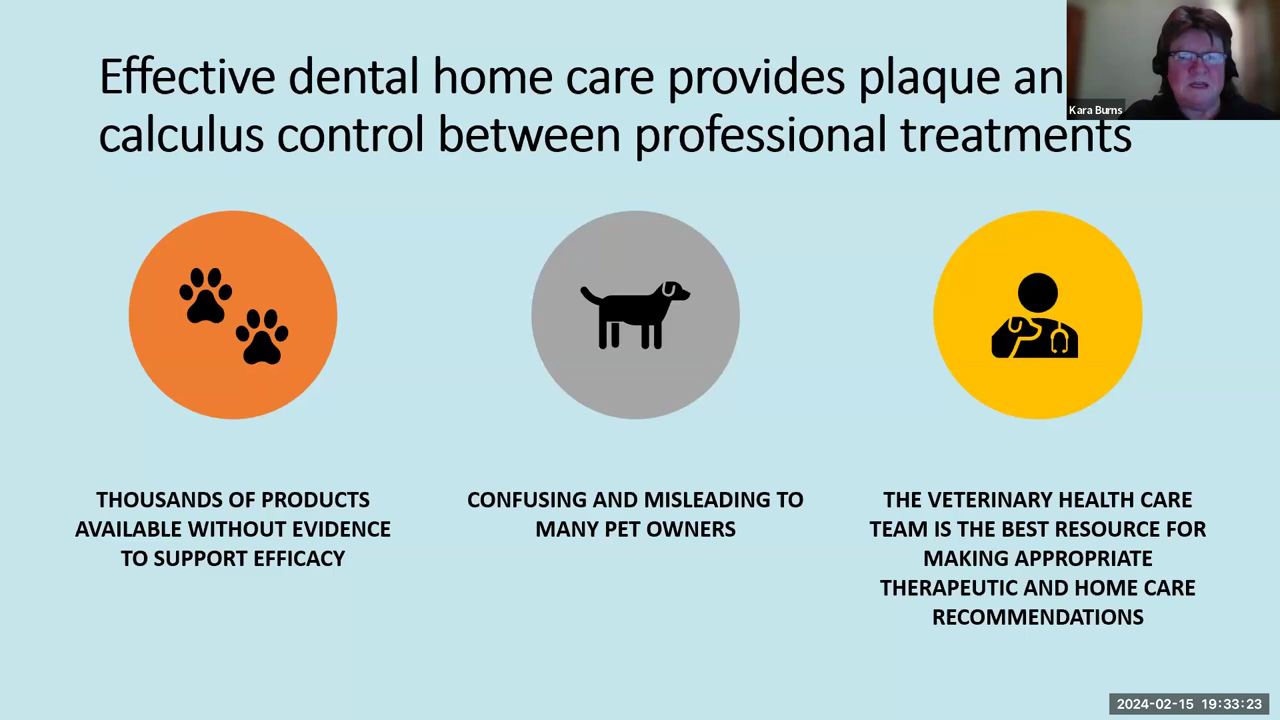 Effective dental home care provides plaque an
calculus control between professional treatments
Kara Burns
THOUSANDS OF PRODUCTS
AVAILABLE WITHOUT EVIDENCE
TO SUPPORT EFFICACY
CONFUSING AND MISLEADING TO
MANY PET OWNERS
THE VETERINARY HEALTH CARE
TEAM IS THE BEST RESOURCE FOR
MAKING APPROPRIATE
THERAPEUTIC AND HOME CARE
RECOMMENDATIONS
2024-02-15 19:33:23